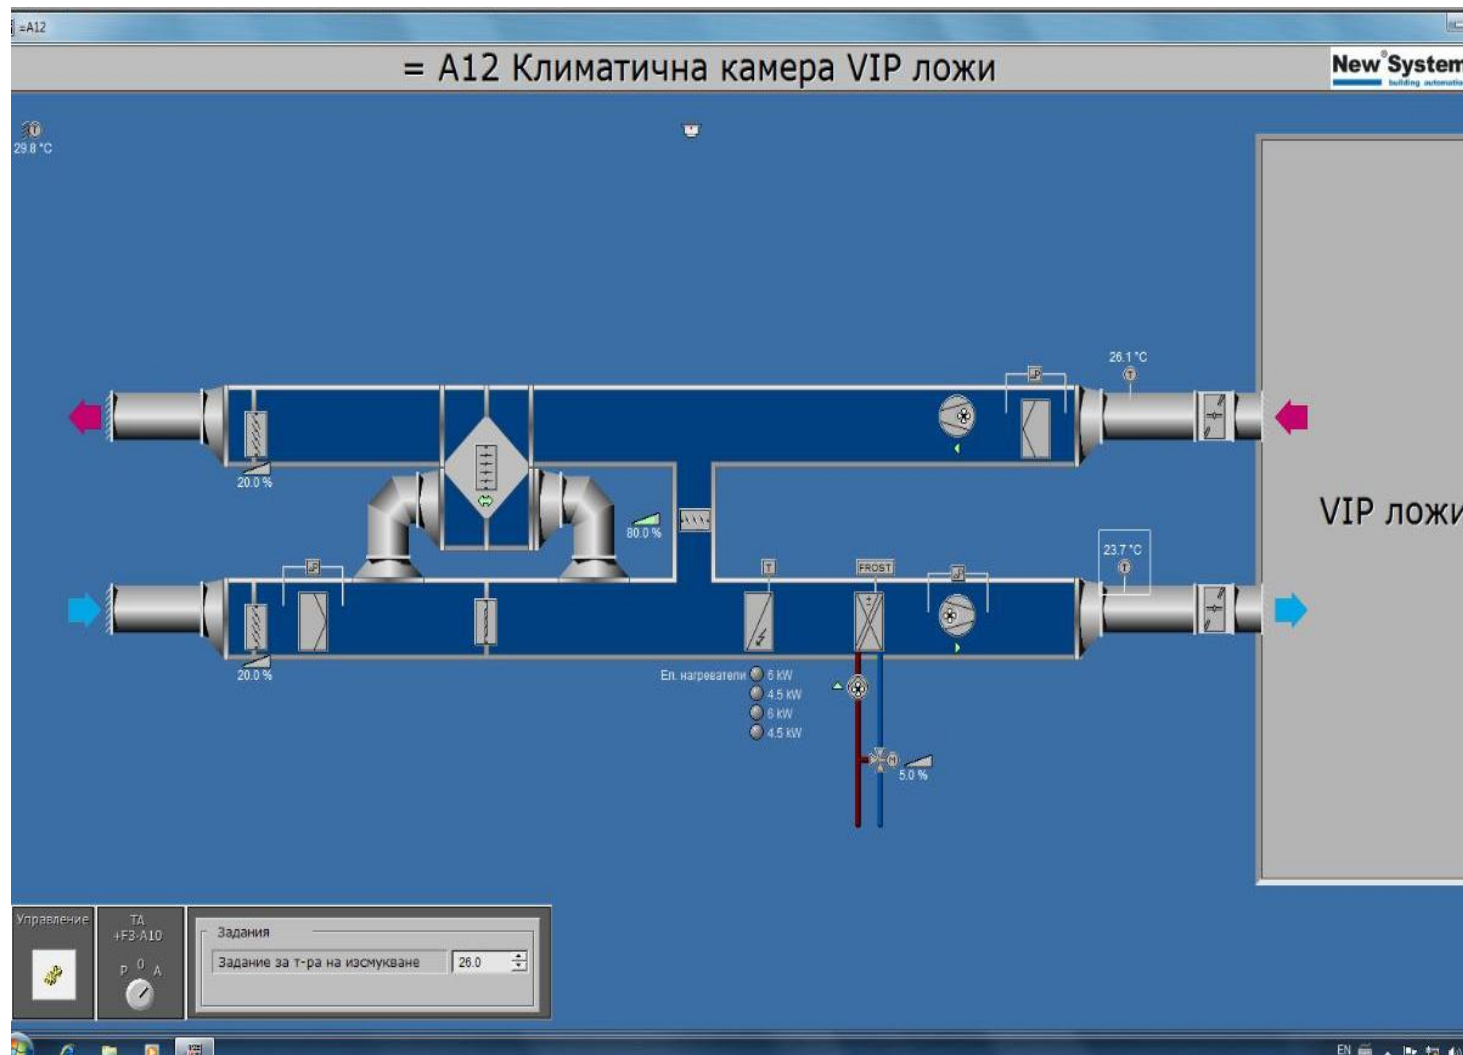 =A12
= A12 Климатична камера VIP ложи
New®System
building automatio
T
29.8 °C
26.1 °C
T
20.0 %
80.0 %
VIP ложи
23.7 °C
T
T
FROST
20.0 %
Ел. нагреватели 6 kW
4.5 kW
6 kW
4.5 kW
M
5.0 %
Управление
TA
+F3-A10
P 0 A
Задания
Задание за т-ра на изсмукване 26.0
EN